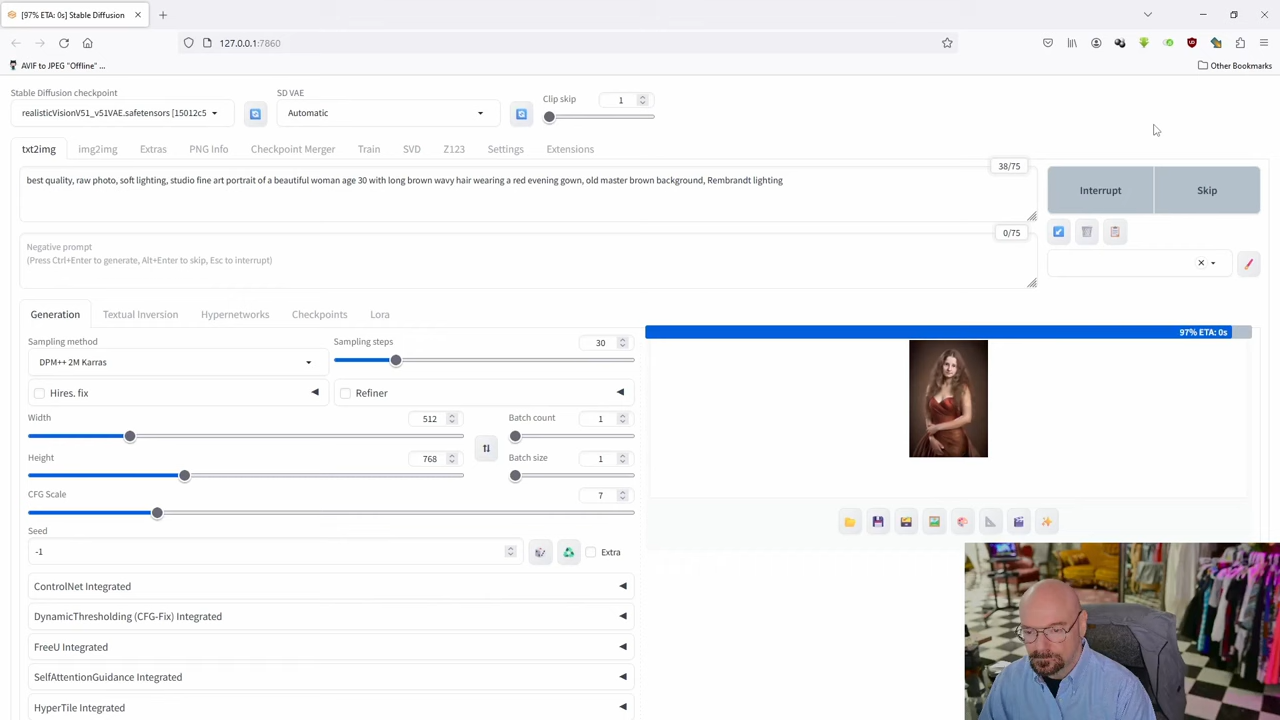 [97% ETA: 0s] Stable Diffusion
127.0.0.1:7860
AVIF to JPEG "Offline" ...
Other Bookmarks
Stable Diffusion checkpoint
SD VAE
Clip skip
1
realisticVisionV51_v51VAE.safetensors [15012c5
Automatic
txt2img
img2img
Extras
PNG Info
Checkpoint Merger
Train
SVD
Z123
Settings
Extensions
38/75
best quality, raw photo, soft lighting, studio fine art portrait of a beautiful woman age 30 with long brown wavy hair wearing a red evening gown, old master brown background, Rembrandt lighting
Interrupt
Skip
0/75
Negative prompt
(Press Ctrl+Enter to generate, Alt+Enter to skip, Esc to interrupt)
Generation
Textual Inversion
Hypernetworks
Checkpoints
Lora
97% ETA: 0s
Sampling method
Sampling steps
30
DPM++ 2M Karras
Hires. fix
Refiner
Width
512
Batch count
1
Height
768
Batch size
1
CFG Scale
7
Seed
-1
Extra
ControlNet Integrated
DynamicThresholding (CFG-Fix) Integrated
FreeU Integrated
SelfAttentionGuidance Integrated
HyperTile Integrated